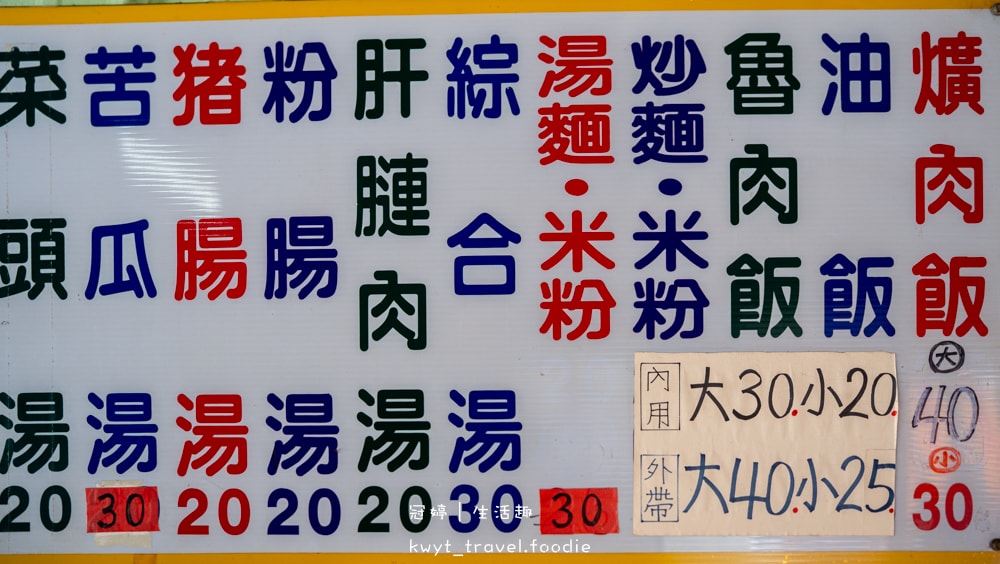 爌肉飯 大 40 小 30
油飯
魯肉飯
炒麵・米粉
內用 大30.小20.
外帶 大40.小25.
湯麵・米粉 30
綜合湯 30
肝腱肉湯 20
粉腸湯 20
猪腸湯 20
苦瓜湯 30
菜頭湯 20
冠婷｜生活趣
kwyt_travel.foodie